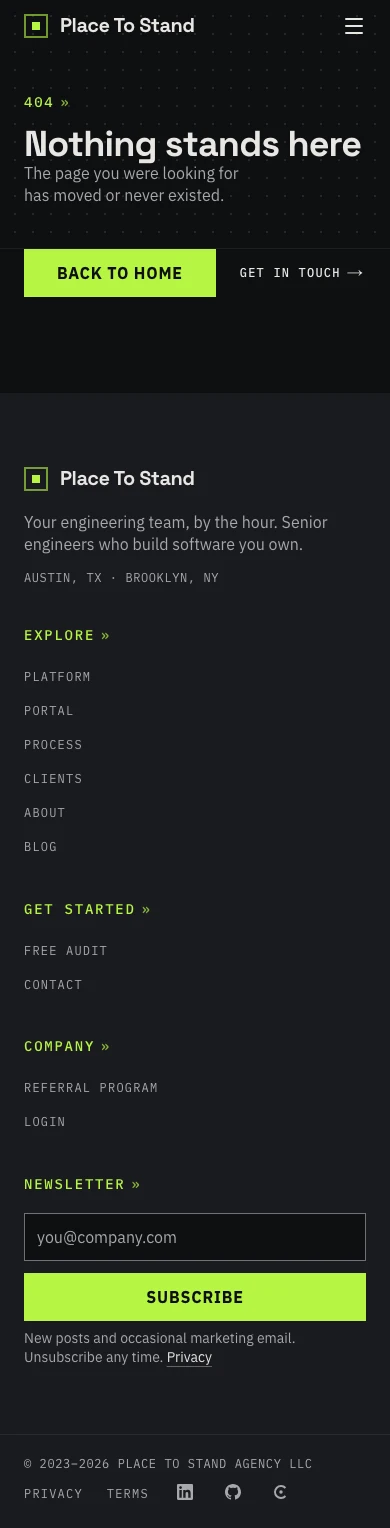 Place To Stand
404 »
Nothing stands here
The page you were looking for
has moved or never existed.
BACK TO HOME
GET IN TOUCH →
Place To Stand
Your engineering team, by the hour. Senior
engineers who build software you own.
AUSTIN, TX · BROOKLYN, NY
EXPLORE »
PLATFORM
PORTAL
PROCESS
CLIENTS
ABOUT
BLOG
GET STARTED »
FREE AUDIT
CONTACT
COMPANY »
REFERRAL PROGRAM
LOGIN
NEWSLETTER »
you@company.com
SUBSCRIBE
New posts and occasional marketing email.
Unsubscribe any time. Privacy
© 2023–2026 PLACE TO STAND AGENCY LLC
PRIVACY TERMS